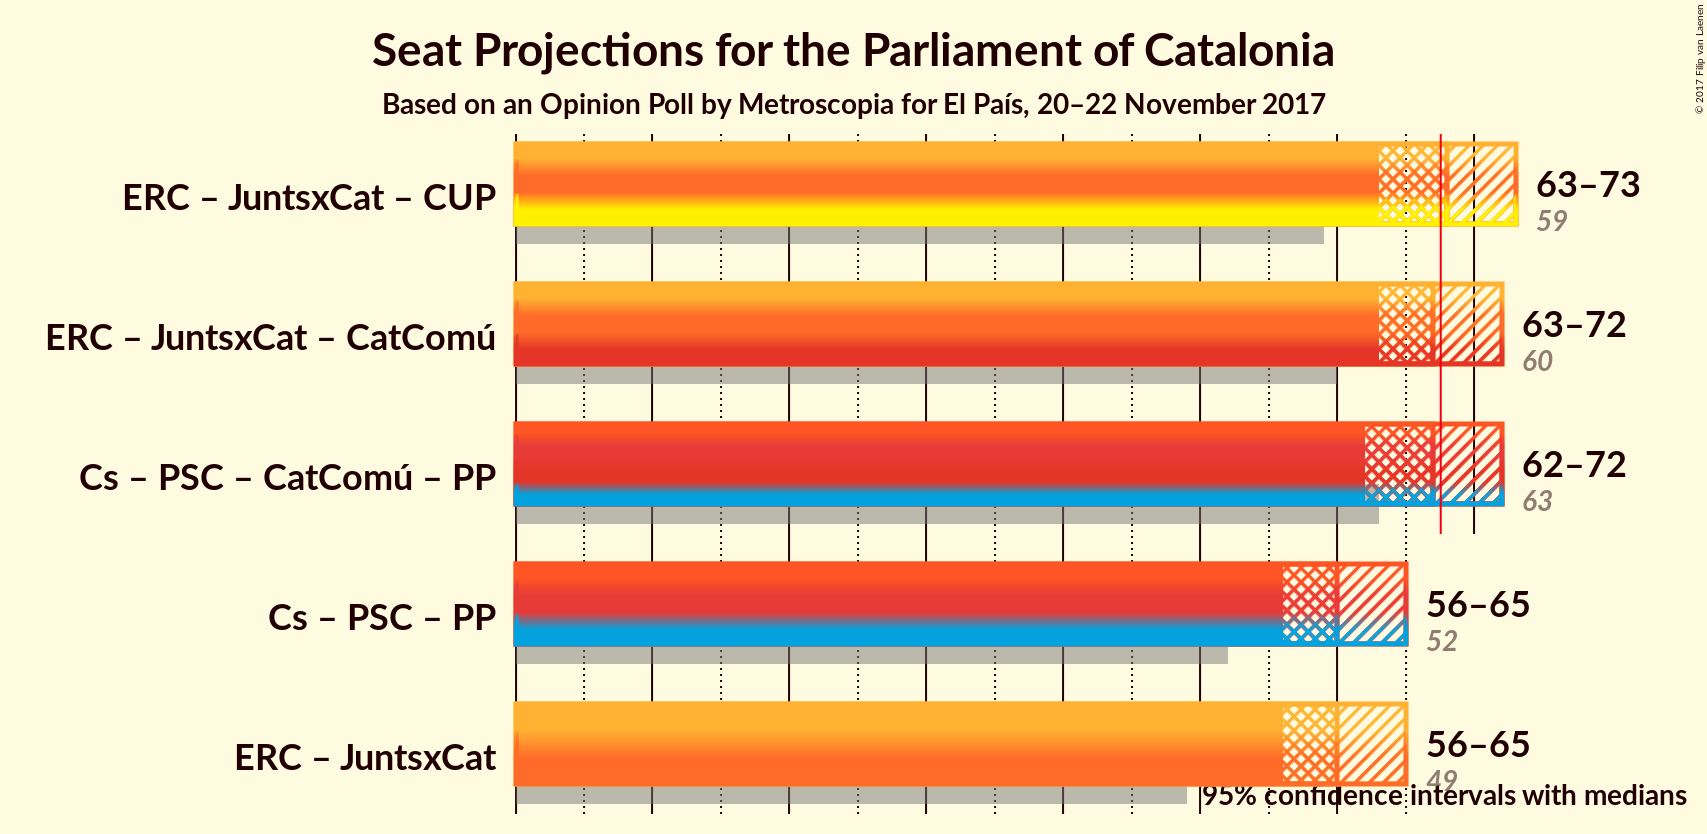 Seat Projections for the Parliament of Catalonia
Based on an Opinion Poll by Metroscopia for El País, 20–22 November 2017
© 2017 Filip van Laenen
ERC – JuntsxCat – CUP
63–73
59
ERC – JuntsxCat – CatComú
63–72
60
Cs – PSC – CatComú – PP
62–72
63
Cs – PSC – PP
56–65
52
ERC – JuntsxCat
56–65
49
95% confidence intervals with medians